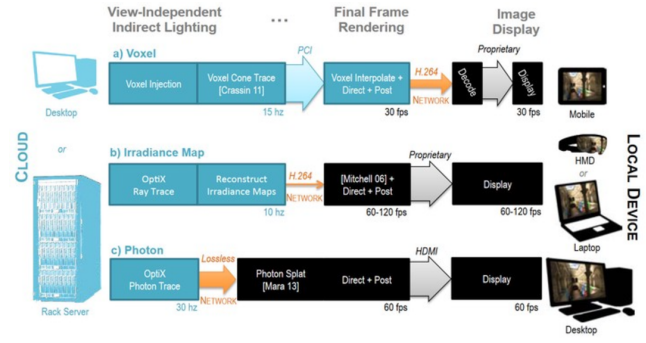 View-Independent
Indirect Lighting
...
Final Frame
Rendering
Image
Display
a) Voxel
PCI
Proprietary
Voxel Injection
Voxel Cone Trace
[Crassin 11]
Voxel Interpolate +
Direct + Post
H.264
NETWORK
Decode
Display
Desktop
15 hz
30 fps
30 fps
Mobile
CLOUD
or
b) Irradiance Map
Proprietary
HMD
or
OptiX
Ray Trace
Reconstruct
Irradiance Maps
H.264
NETWORK
[Mitchell 06] +
Direct + Post
Display
10 hz
60-120 fps
60-120 fps
Laptop
LOCAL DEVICE
c) Photon
Lossless
HDMI
OptiX
Photon Trace
NETWORK
Photon Splat
[Mara 13]
Direct + Post
Display
Rack Server
30 hz
60 fps
60 fps
Desktop